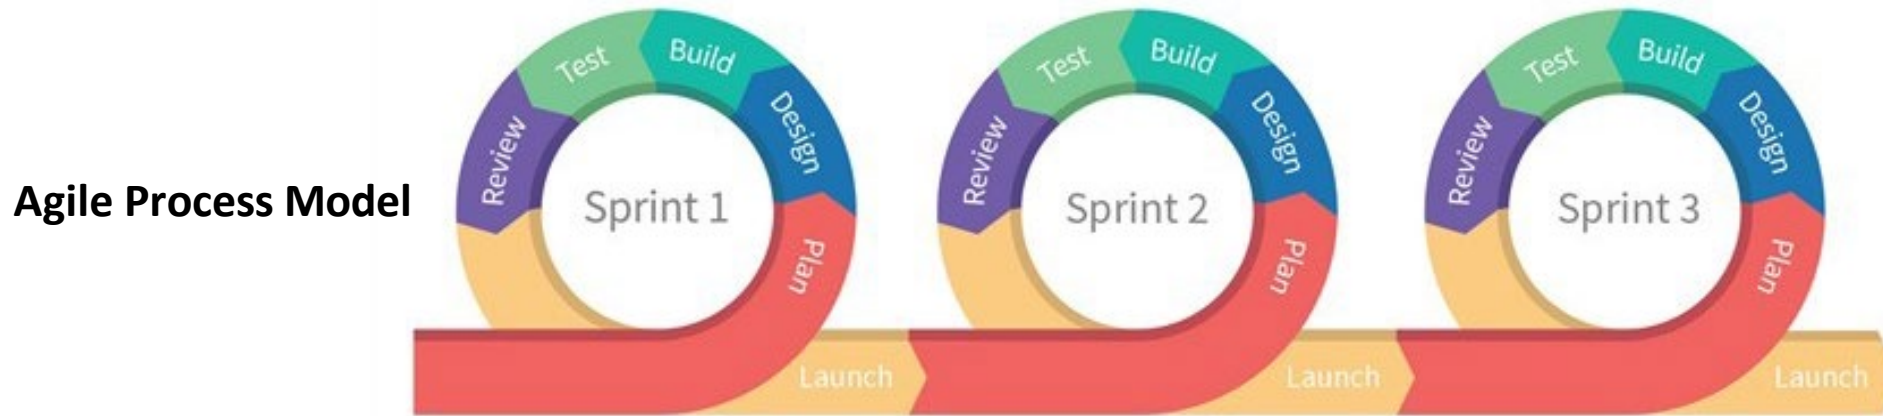 Agile Process Model
Sprint 1
Plan
Design
Build
Test
Review
Launch
Sprint 2
Plan
Design
Build
Test
Review
Launch
Sprint 3
Plan
Design
Build
Test
Review
Launch